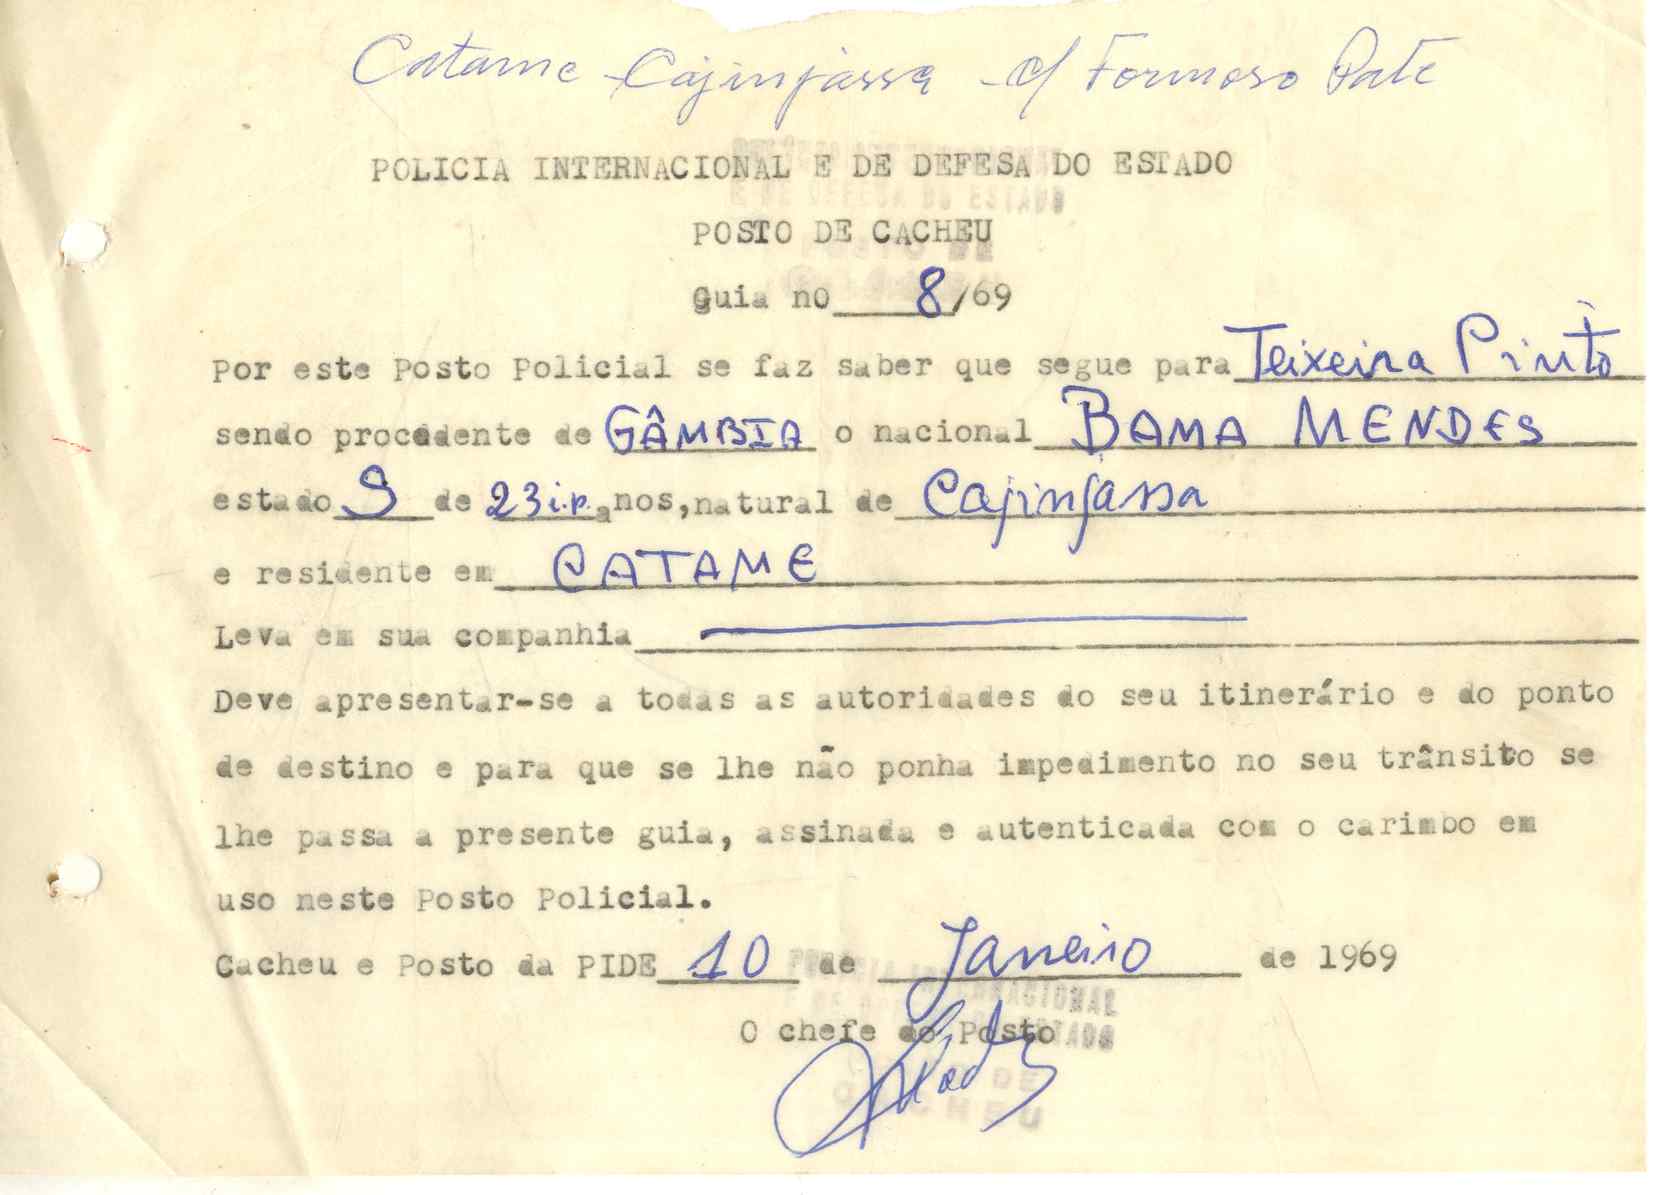 Catame Cajinjassa c/ Formoso Pate
POLICIA INTERNACIONAL E DE DEFESA DO ESTADO
POSTO DE CACHEU
Guia no 8/69
Por este Posto Policial se faz saber que segue para Teixeira Pinto
sendo procedente de GÂMBIA o nacional BAMA MENDES
estado S de 23 i.p. anos, natural de Cajinjassa
e residente em CATAME
Leva em sua companhia
Deve apresentar-se a todas as autoridades do seu itinerário e do ponto
de destino e para que se lhe não ponha impedimento no seu trânsito se
lhe passa a presente guia, assinada e autenticada com o carimbo em
uso neste Posto Policial.
Cacheu e Posto da PIDE 10 de Janeiro de 1969
O chefe do Posto